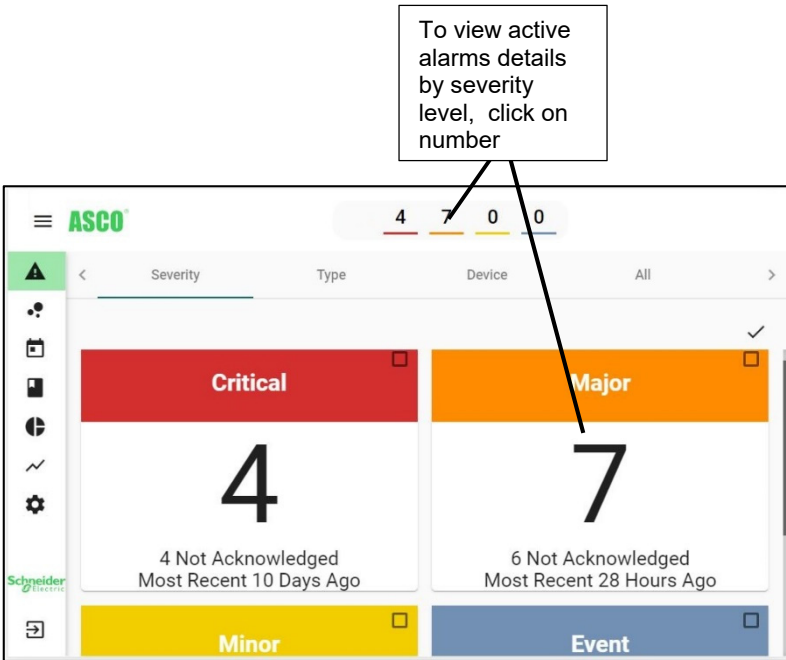 To view active
alarms details
by severity
level, click on
number
ASCO®
4 7 0 0
Severity Type Device All
Critical
Major
4
7
4 Not Acknowledged
Most Recent 10 Days Ago
6 Not Acknowledged
Most Recent 28 Hours Ago
Schneider
Electric
Minor
Event